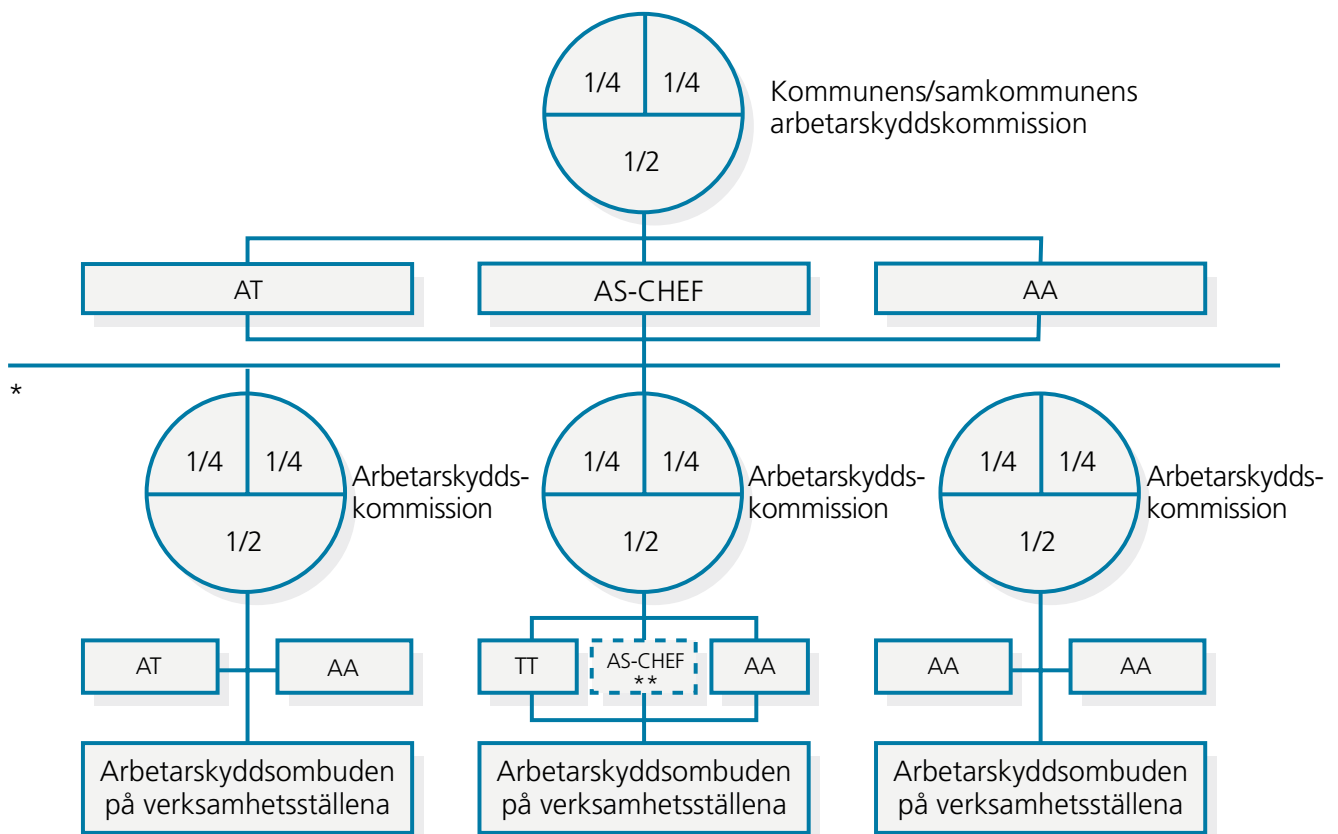 1/4 1/4
1/2
Kommunens/samkommunens
arbetarskyddskommission
AT
AS-CHEF
AA
*
1/4 1/4
1/2
Arbetarskydds-
kommission
1/4 1/4
1/2
Arbetarskydds-
kommission
1/4 1/4
1/2
Arbetarskydds-
kommission
AT
AA
TT
AS-CHEF
**
AA
AA
AA
Arbetarskyddsombuden
på verksamhetsställena
Arbetarskyddsombuden
på verksamhetsställena
Arbetarskyddsombuden
på verksamhetsställena